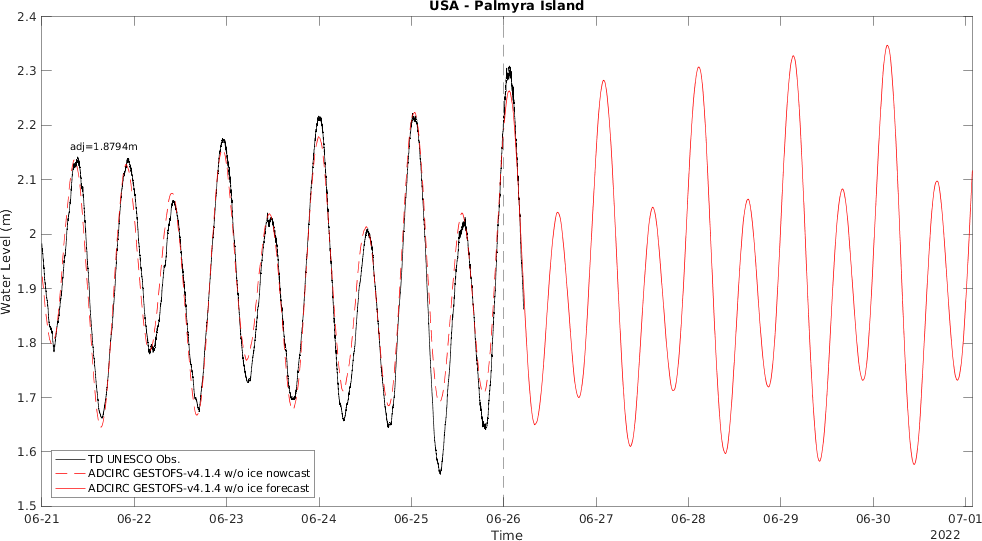 USA - Palmyra Island
2.4
2.3
2.2
2.1
2
1.9
1.8
1.7
1.6
1.5
Water Level (m)
adj=1.8794m
TD UNESCO Obs.
ADCIRC GESTOFS-v4.1.4 w/o ice nowcast
ADCIRC GESTOFS-v4.1.4 w/o ice forecast
06-21 06-22 06-23 06-24 06-25 06-26 06-27 06-28 06-29 06-30 07-01
Time
2022